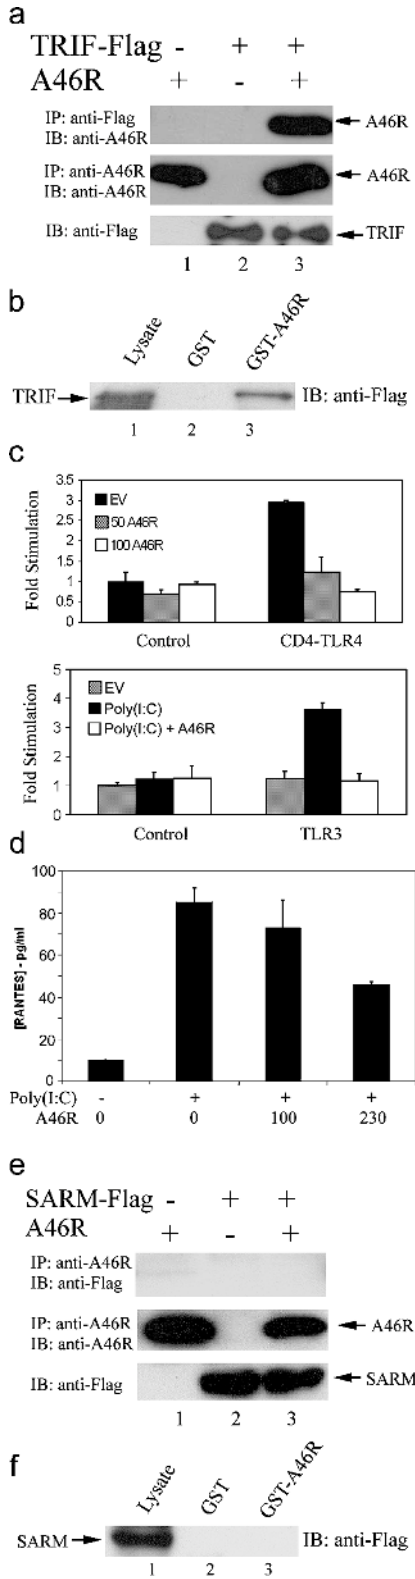 a
TRIF-Flag - + +
A46R + - +
IP: anti-Flag
IB: anti-A46R
A46R
IP: anti-A46R
IB: anti-A46R
A46R
IB: anti-Flag
TRIF
1 2 3
b
Lysate GST GST-A46R
TRIF IB: anti-Flag
1 2 3
c
3.5
3
2.5
2
1.5
1
0.5
0
Fold Stimulation
EV
50 A46R
100 A46R
Control CD4-TLR4
5
4
3
2
1
0
Fold Stimulation
EV
Poly(I:C)
Poly(I:C) + A46R
Control TLR3
d
100
80
60
40
20
0
[RANTES] - pg/ml
Poly(I:C) - + + +
A46R 0 0 100 230
e
SARM-Flag - + +
A46R + - +
IP: anti-A46R
IB: anti-Flag
IP: anti-A46R
IB: anti-A46R
A46R
IB: anti-Flag
SARM
1 2 3
f
Lysate GST GST-A46R
SARM IB: anti-Flag
1 2 3